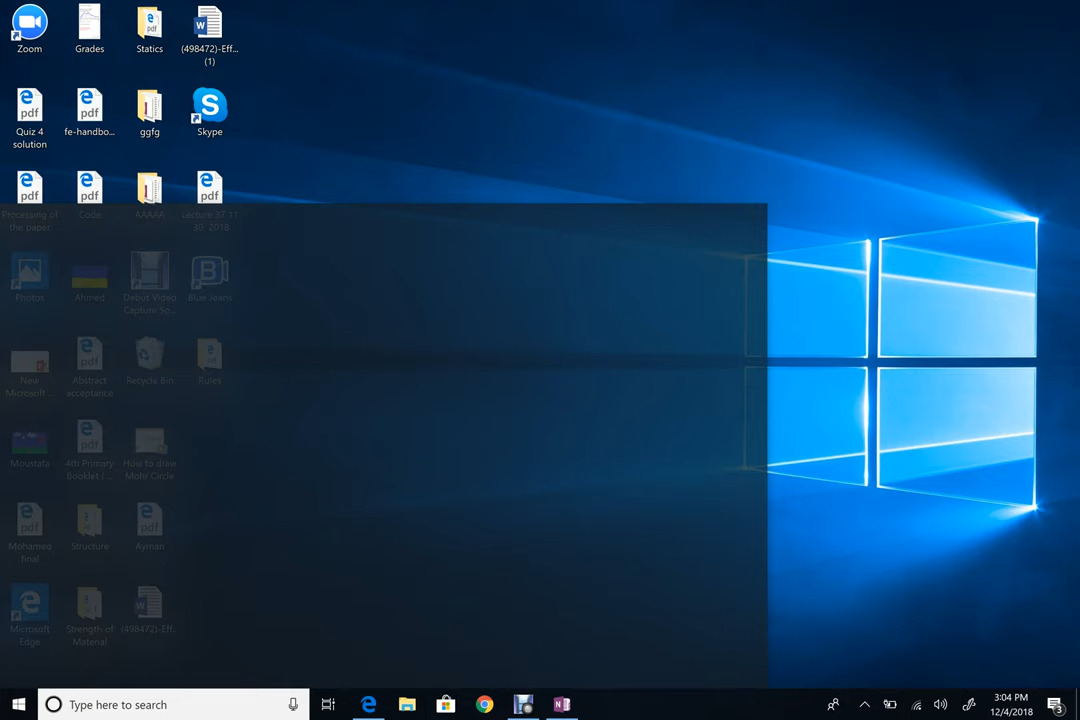 Zoom
Grades
Statics
(498472)-Eff...
(1)
Quiz 4
solution
fe-handbo...
ggfg
Skype
Processing of
the paper
Code
AAAAA
Lecture 37 11
30 2018
Photos
Ahmed
Debut Video
Capture So...
Blue Jeans
New
Microsoft ...
Abstract
acceptance
Recycle Bin
Rules
Moustafa
4th Primary
Booklet ( ...
How to draw
Mohr Circle
Mohamed
final
Structure
Ayman
Microsoft
Edge
Strength of
Material
(498472)-Eff...
Type here to search
3:04 PM
12/4/2018
3